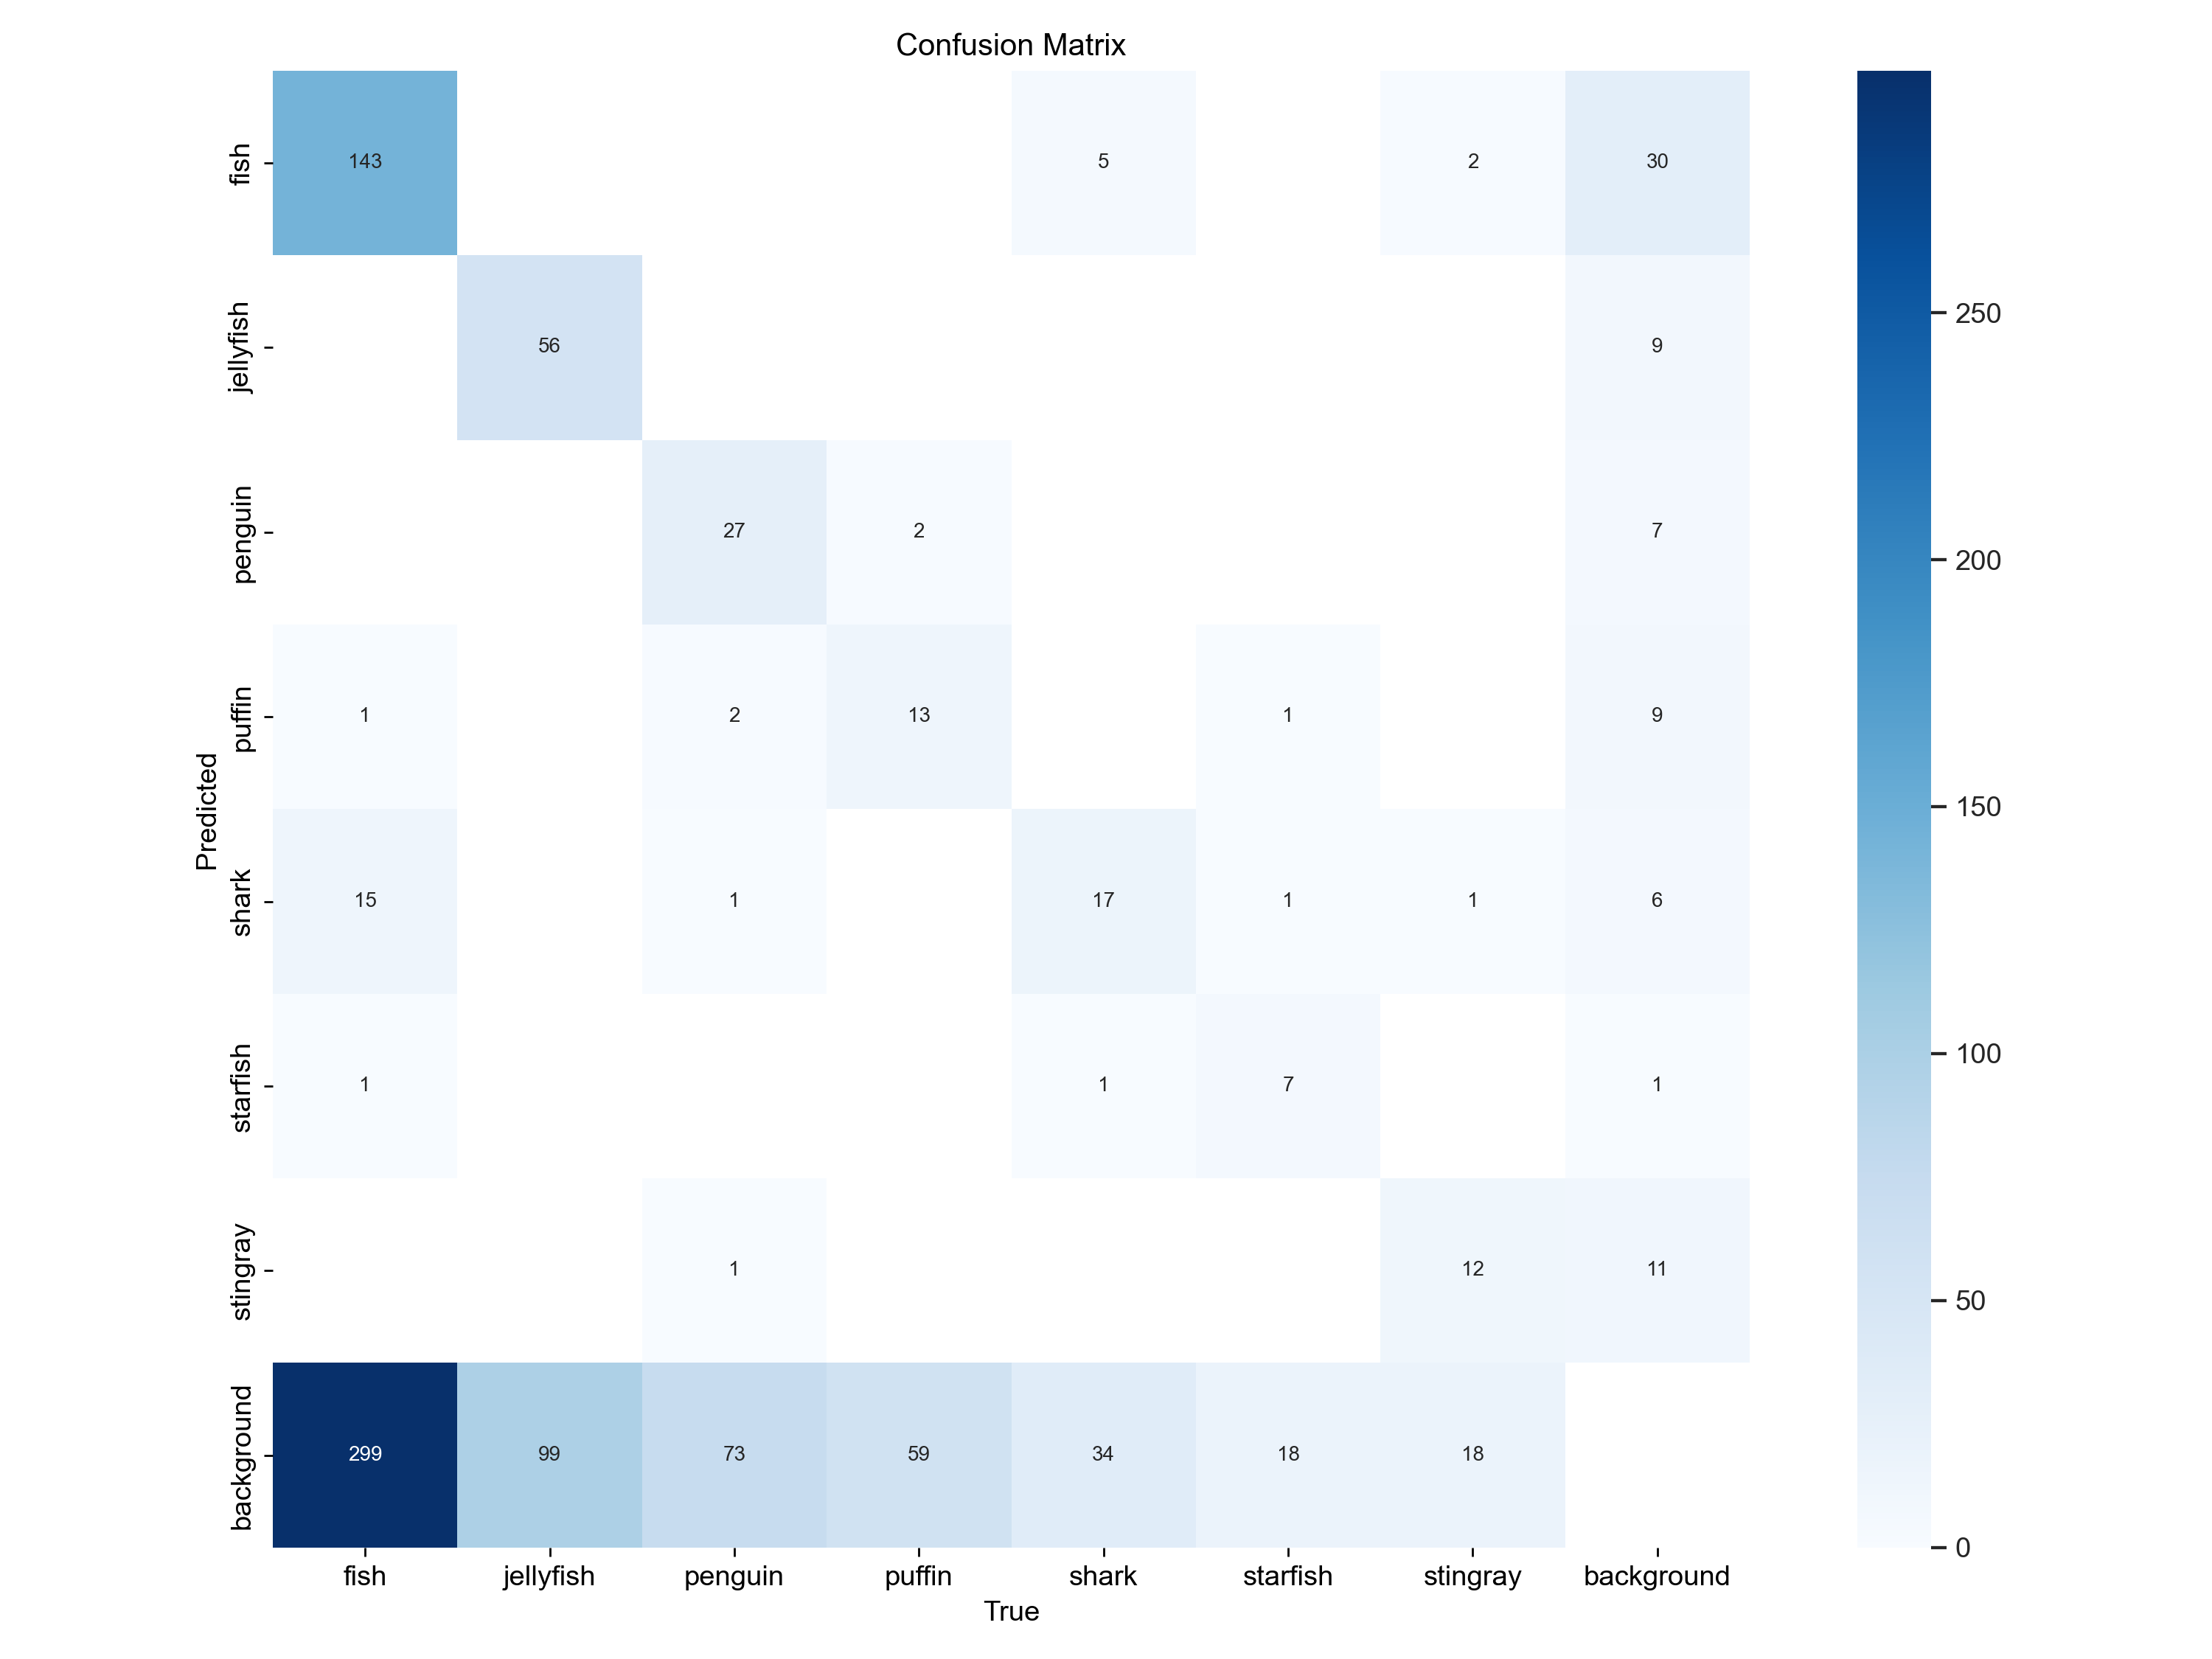 Confusion Matrix
Predicted
fish 143 5 2 30
jellyfish 56 9
penguin 27 2 7
puffin 1 2 13 1 9
shark 15 1 17 1 1 6
starfish 1 1 7 1
stingray 1 12 11
background 299 99 73 59 34 18 18
fish jellyfish penguin puffin shark starfish stingray background
True
250
200
150
100
50
0